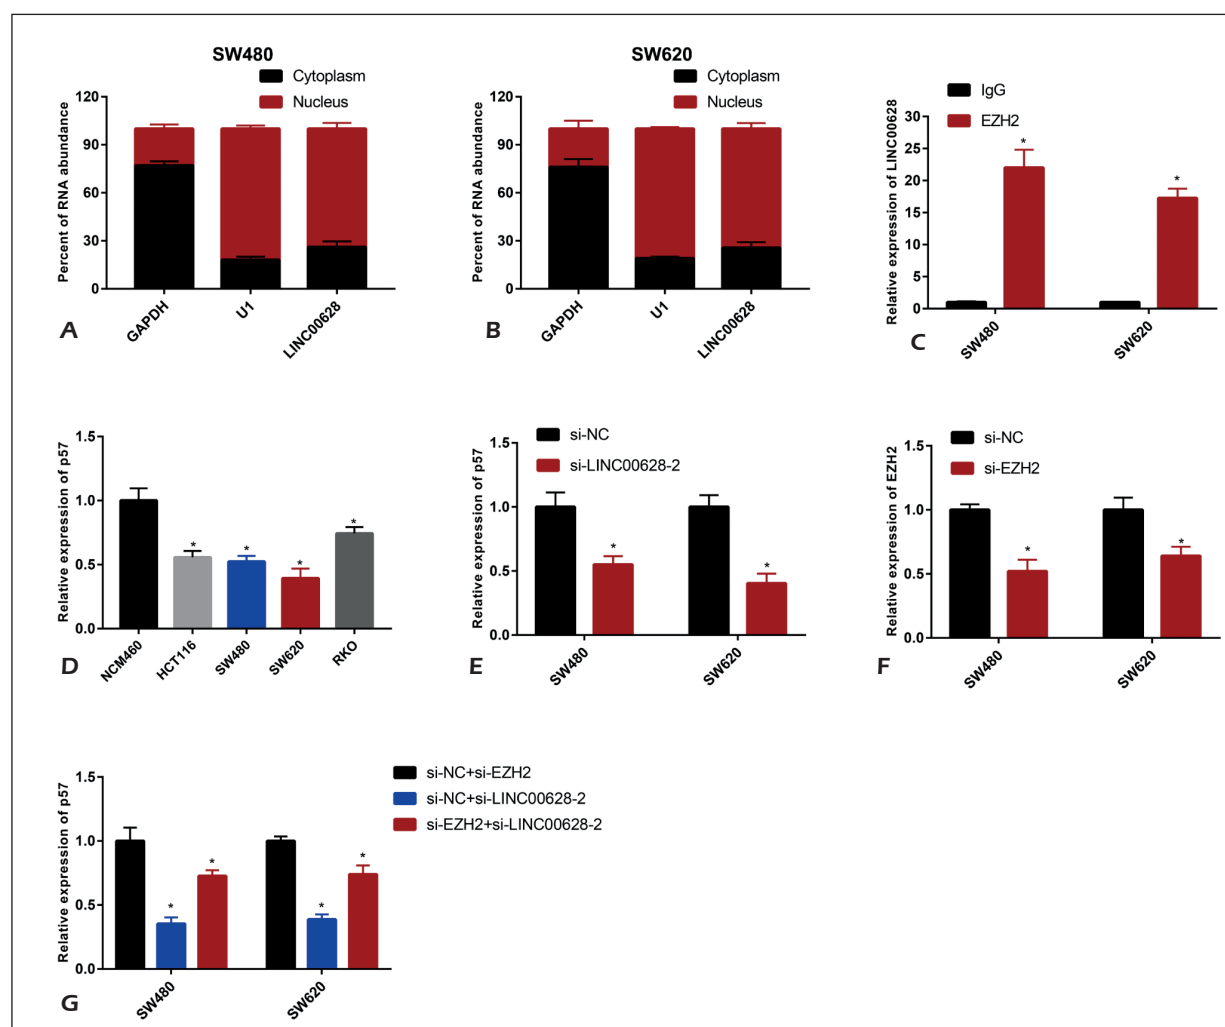 SW480
Cytoplasm
Nucleus
Percent of RNA abundance
120
90
60
30
0
GAPDH
U1
LINC00628
A
SW620
Cytoplasm
Nucleus
Percent of RNA abundance
120
90
60
30
0
GAPDH
U1
LINC00628
B
IgG
EZH2
Relative expression of LINC00628
30
25
20
15
10
5
0
*
*
SW480
SW620
C
Relative expression of p57
1.5
1.0
0.5
0.0
*
*
*
*
NCM460
HCT116
SW480
SW620
RKO
D
si-NC
si-LINC00628-2
Relative expression of p57
1.5
1.0
0.5
0.0
*
*
SW480
SW620
E
si-NC
si-EZH2
Relative expression of EZH2
1.5
1.0
0.5
0.0
*
*
SW480
SW620
F
si-NC+si-EZH2
si-NC+si-LINC00628-2
si-EZH2+si-LINC00628-2
Relative expression of p57
1.5
1.0
0.5
0.0
*
*
*
*
SW480
SW620
G